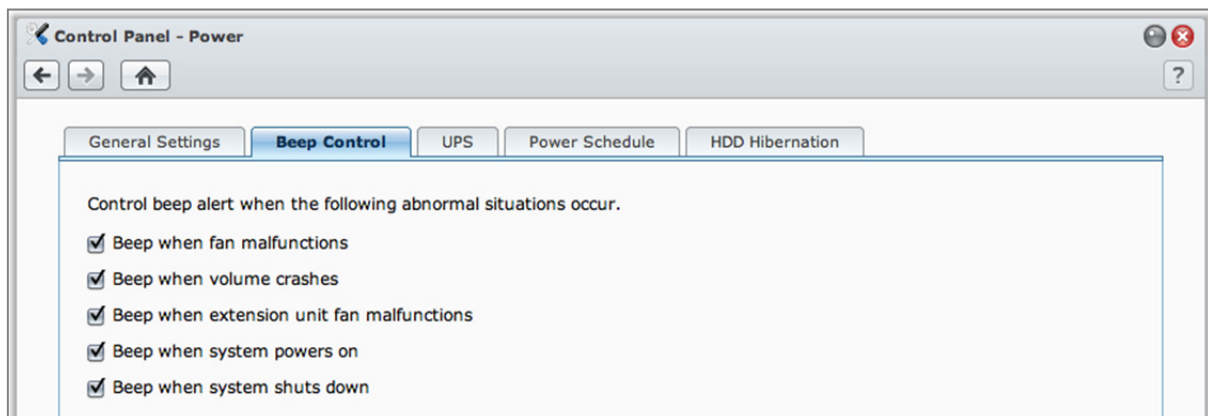 Control Panel - Power
?
General Settings Beep Control UPS Power Schedule HDD Hibernation
Control beep alert when the following abnormal situations occur.
Beep when fan malfunctions
Beep when volume crashes
Beep when extension unit fan malfunctions
Beep when system powers on
Beep when system shuts down